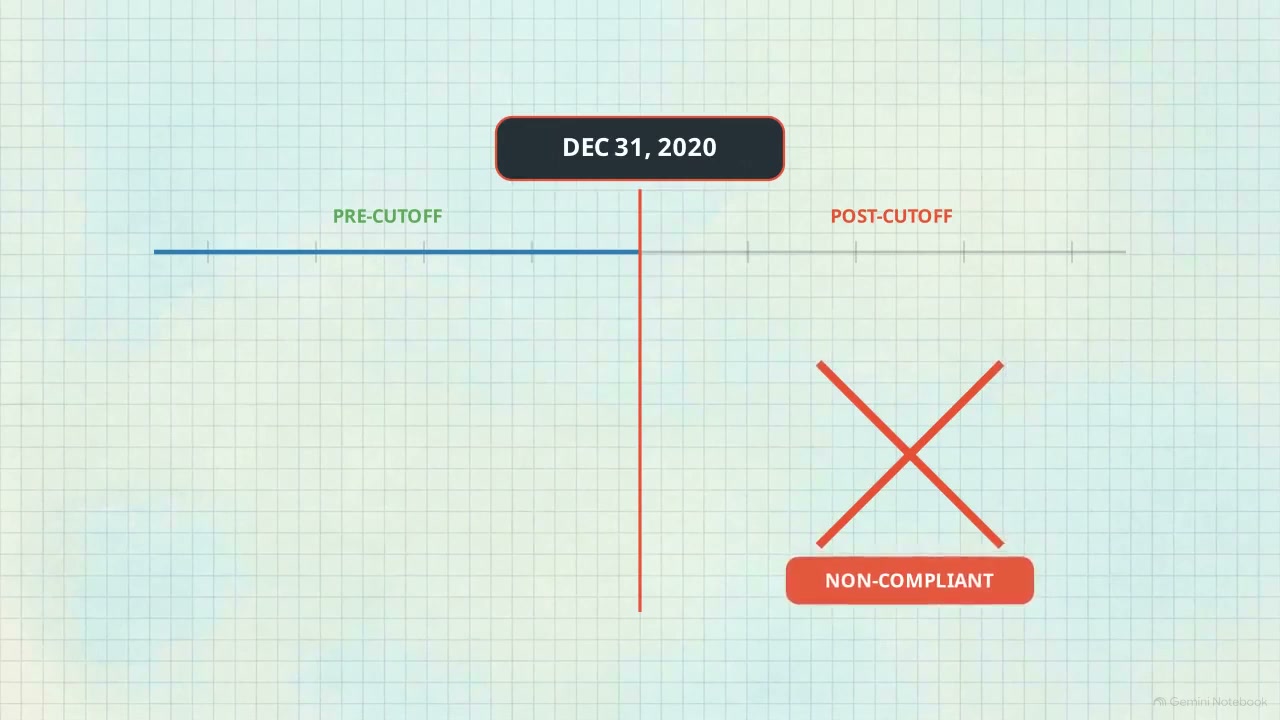 DEC 31, 2020
PRE-CUTOFF
POST-CUTOFF
NON-COMPLIANT
Gemini Notebook